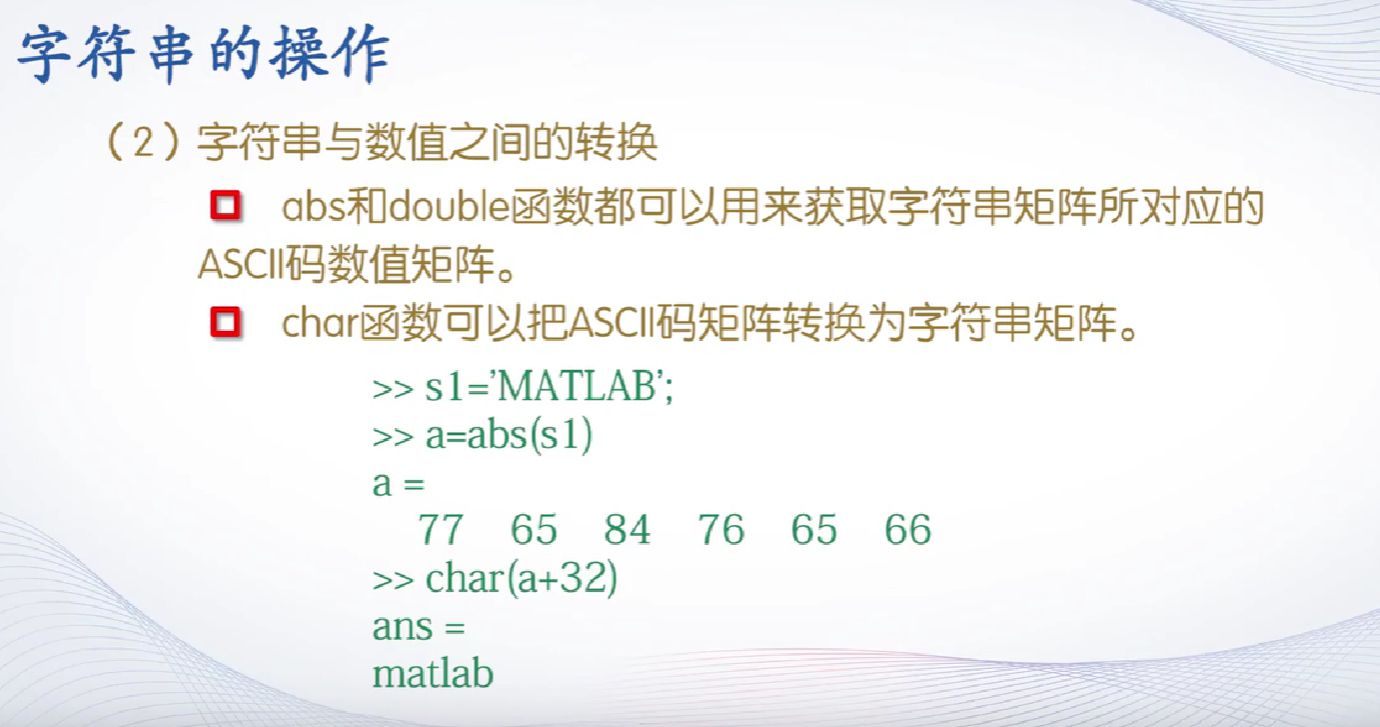 字符串的操作
（2）字符串与数值之间的转换
abs和double函数都可以用来获取字符串矩阵所对应的
ASCII码数值矩阵。
char函数可以把ASCII码矩阵转换为字符串矩阵。
>> s1=’MATLAB’;
>> a=abs(s1)
a =
77 65 84 76 65 66
>> char(a+32)
ans =
matlab